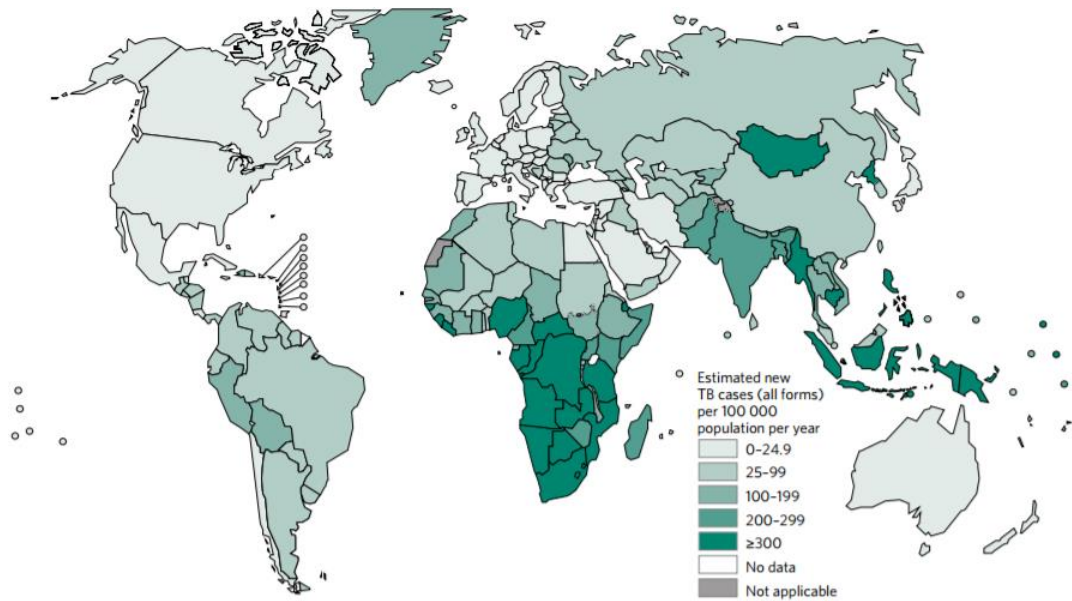 Estimated new
TB cases (all forms)
per 100 000
population per year
0–24.9
25–99
100–199
200–299
≥300
No data
Not applicable